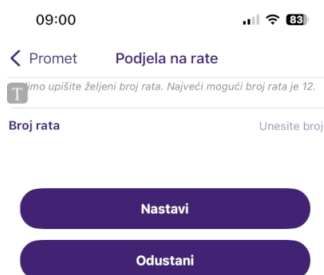 09:00 83
Promet Podjela na rate
upišite željeni broj rata. Najveći mogući broj rata je 12.
Broj rata Unesite broj
Nastavi
Odustani